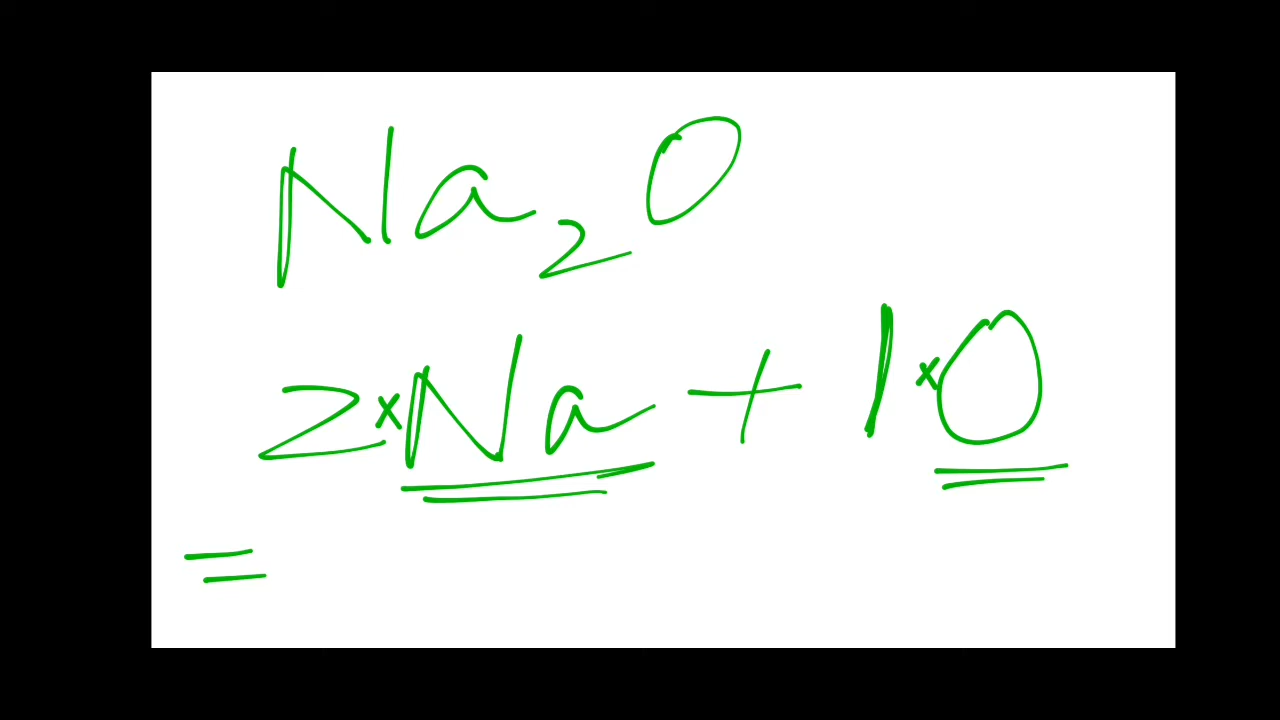 Na₂O
2×Na + 1×O
=